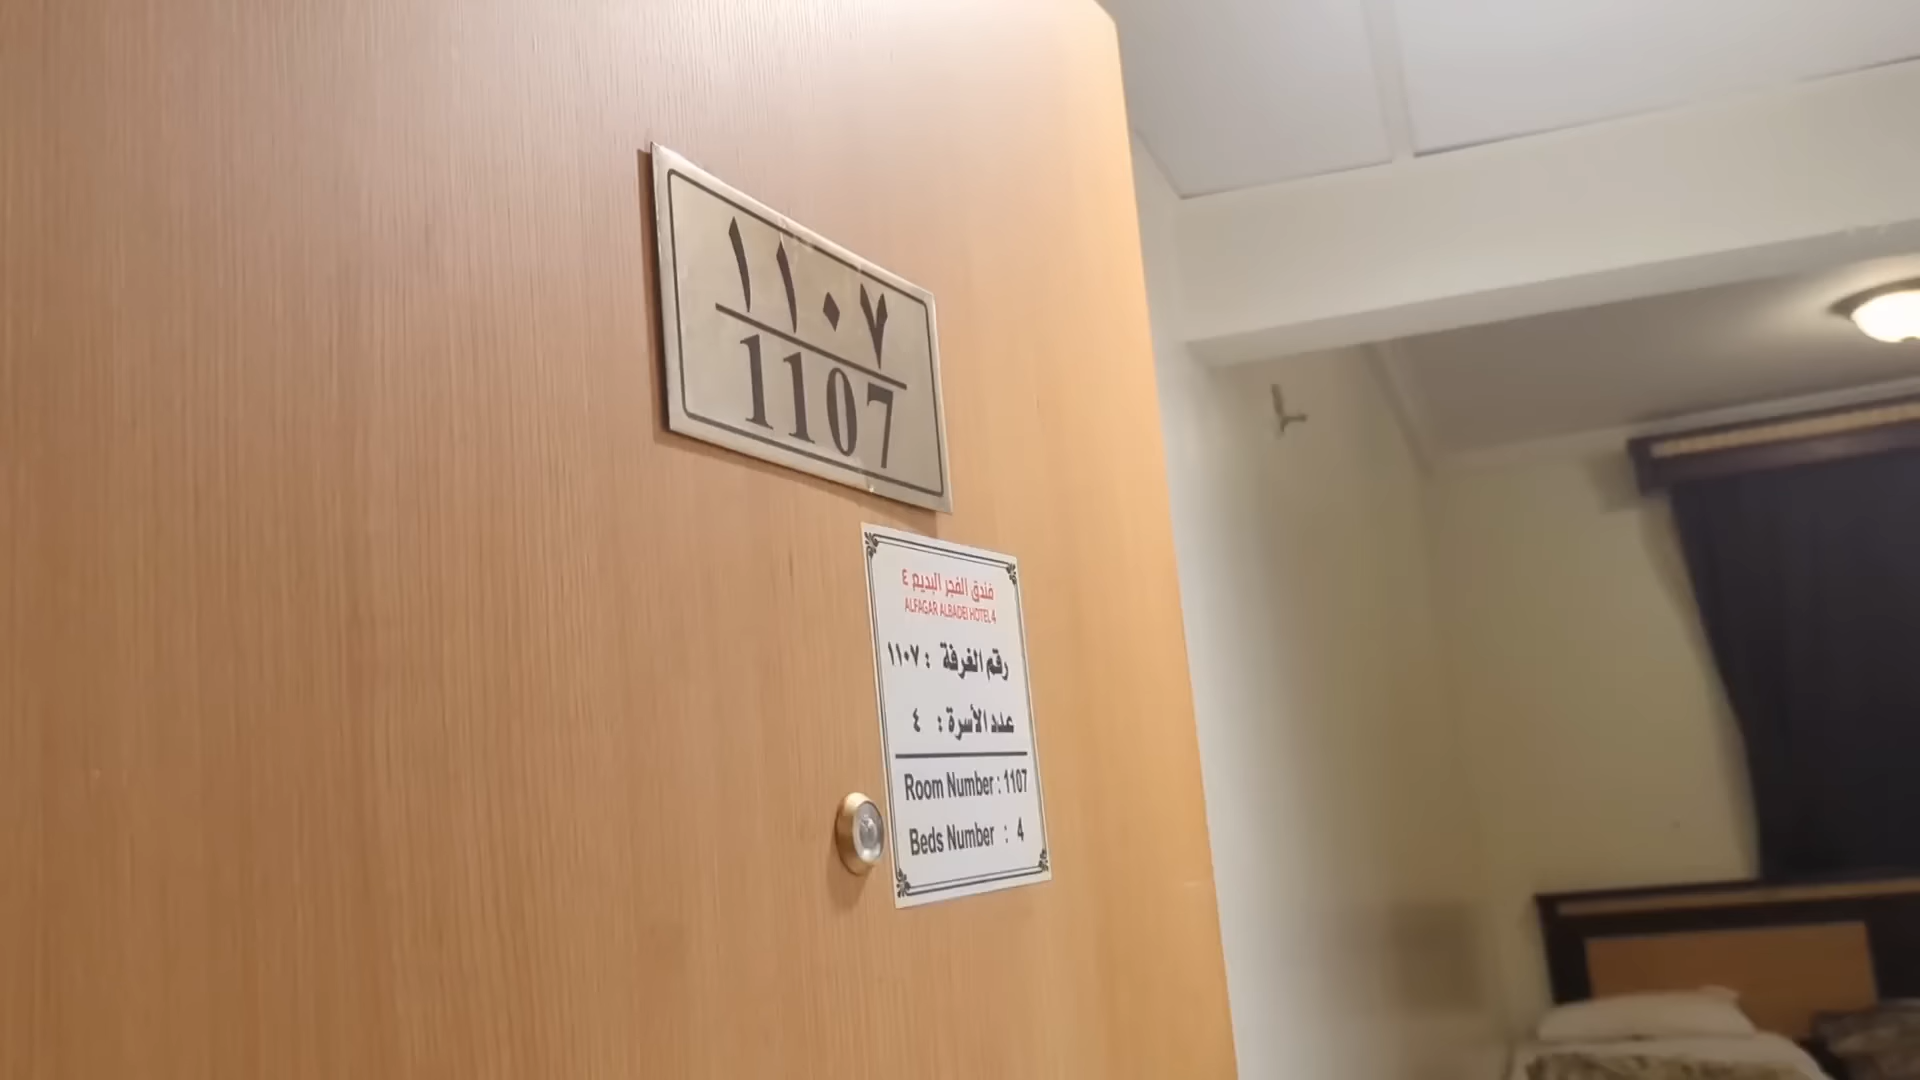 ١١٠٧
1107
فندق الفجر البديع ٤
ALFAGAR ALBADEI HOTEL 4
رقم الغرفة : ١١٠٧
عدد الأسرة : ٤
Room Number : 1107
Beds Number : 4